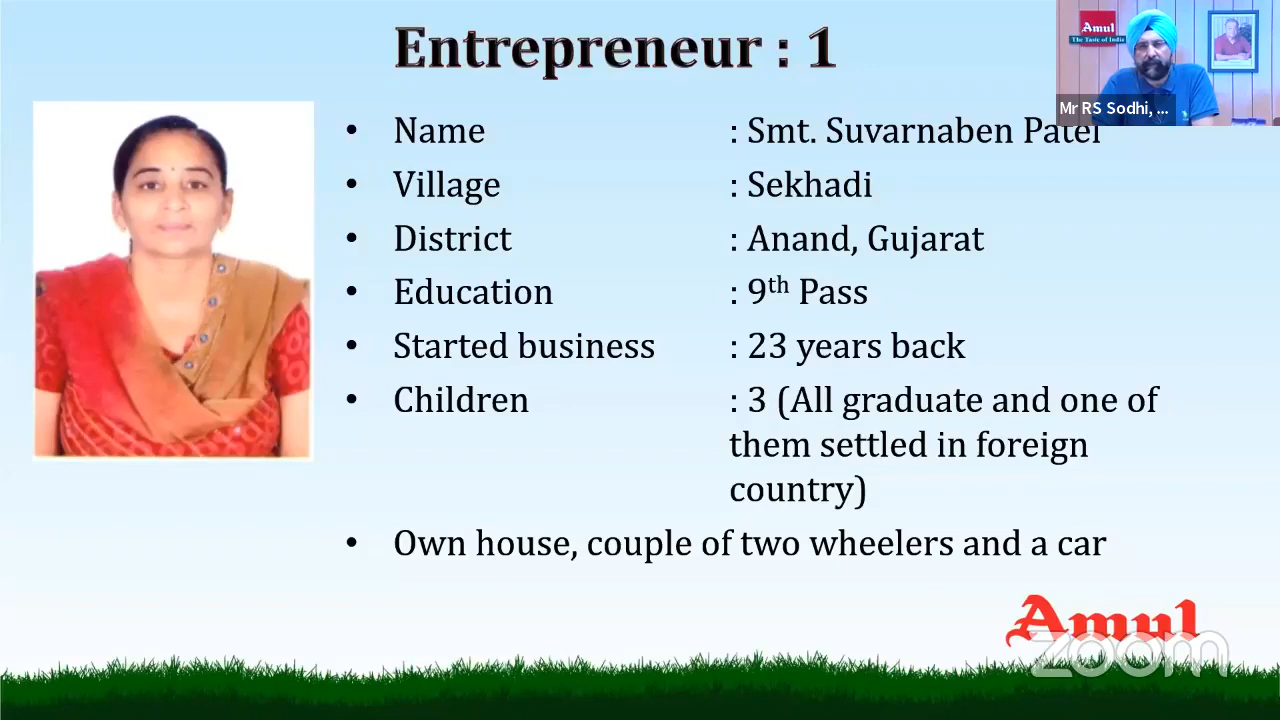 Entrepreneur : 1
Amul
The Taste of India
Mr RS Sodhi, ...
• Name : Smt. Suvarnaben Patel
• Village : Sekhadi
• District : Anand, Gujarat
• Education : 9th Pass
• Started business : 23 years back
• Children : 3 (All graduate and one of
them settled in foreign
country)
• Own house, couple of two wheelers and a car
Amul
zoom